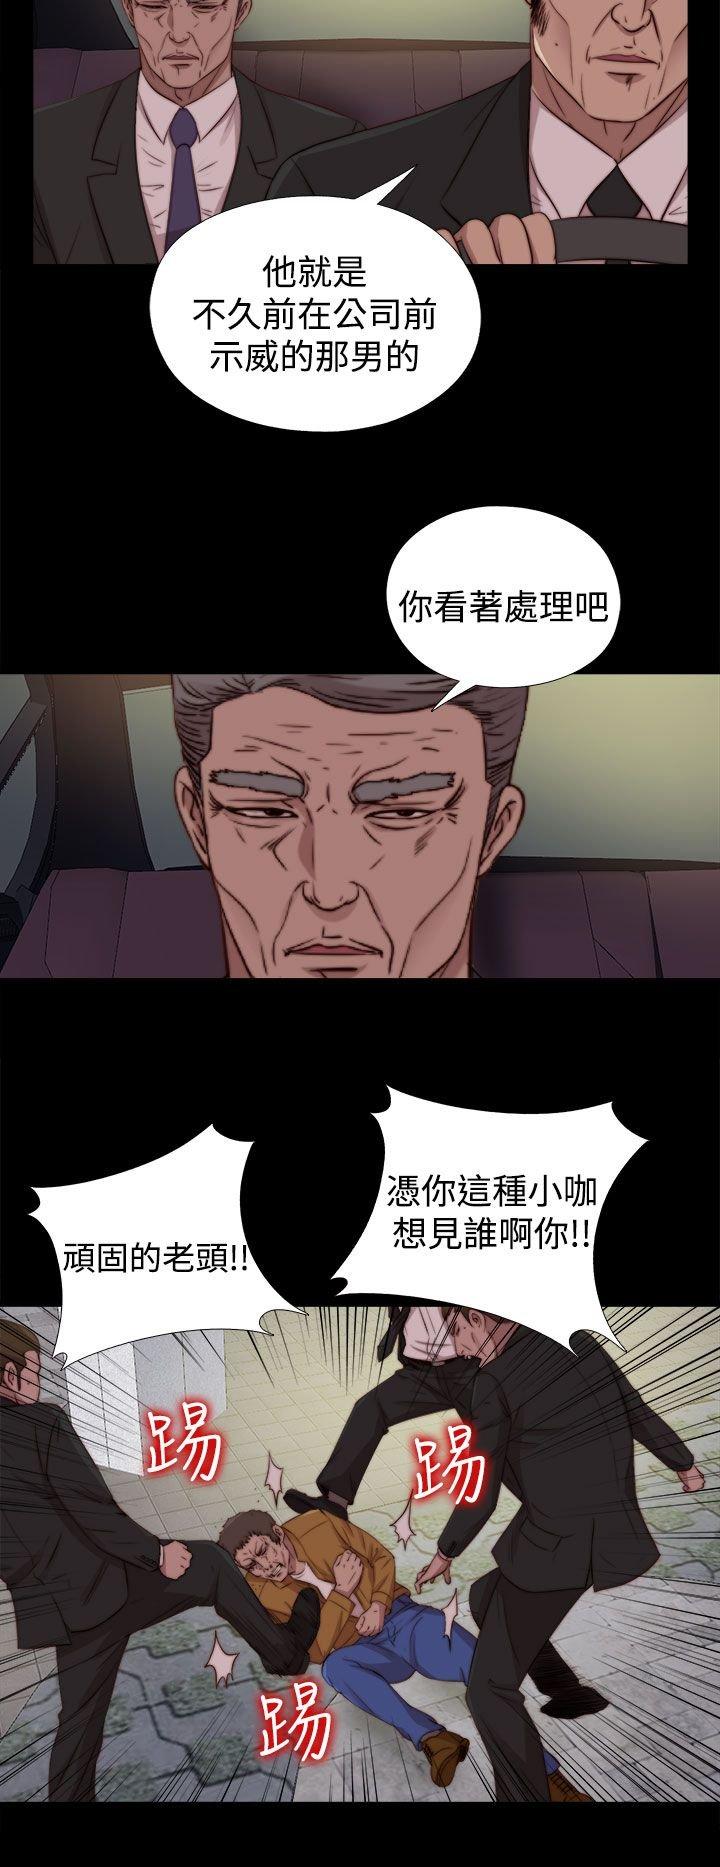 他就是
不久前在公司前
示威的那男的
你看著處理吧
憑你這種小咖
想見誰啊你!!
頑固的老頭!!
踢
踢
踢